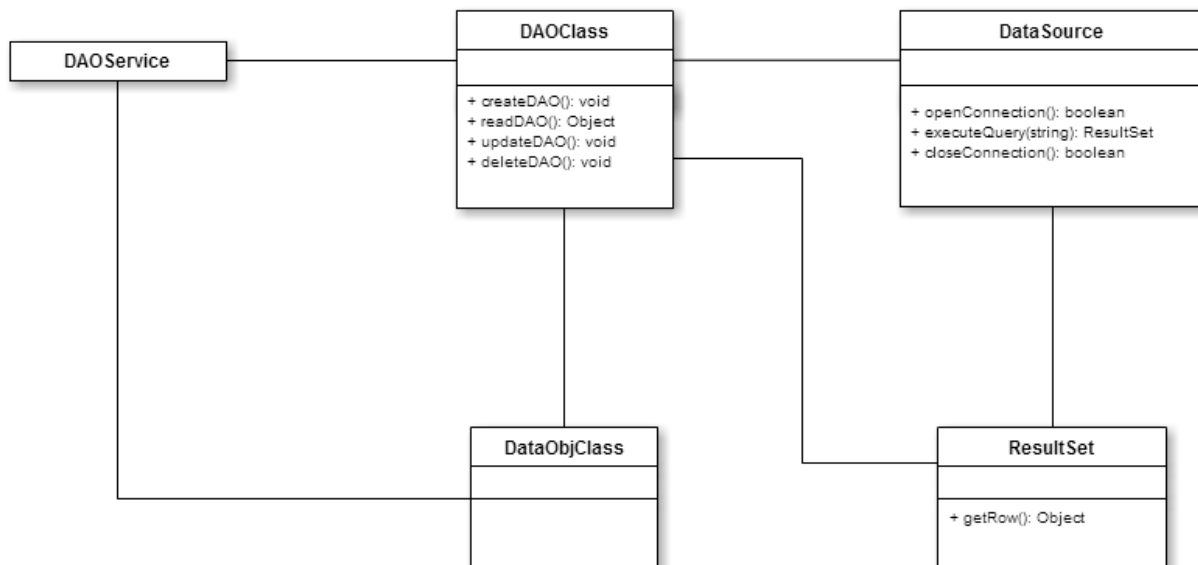 DAOService
DAOClass
+ createDAO(): void
+ readDAO(): Object
+ updateDAO(): void
+ deleteDAO(): void
DataSource
+ openConnection(): boolean
+ executeQuery(string): ResultSet
+ closeConnection(): boolean
DataObjClass
ResultSet
+ getRow(): Object